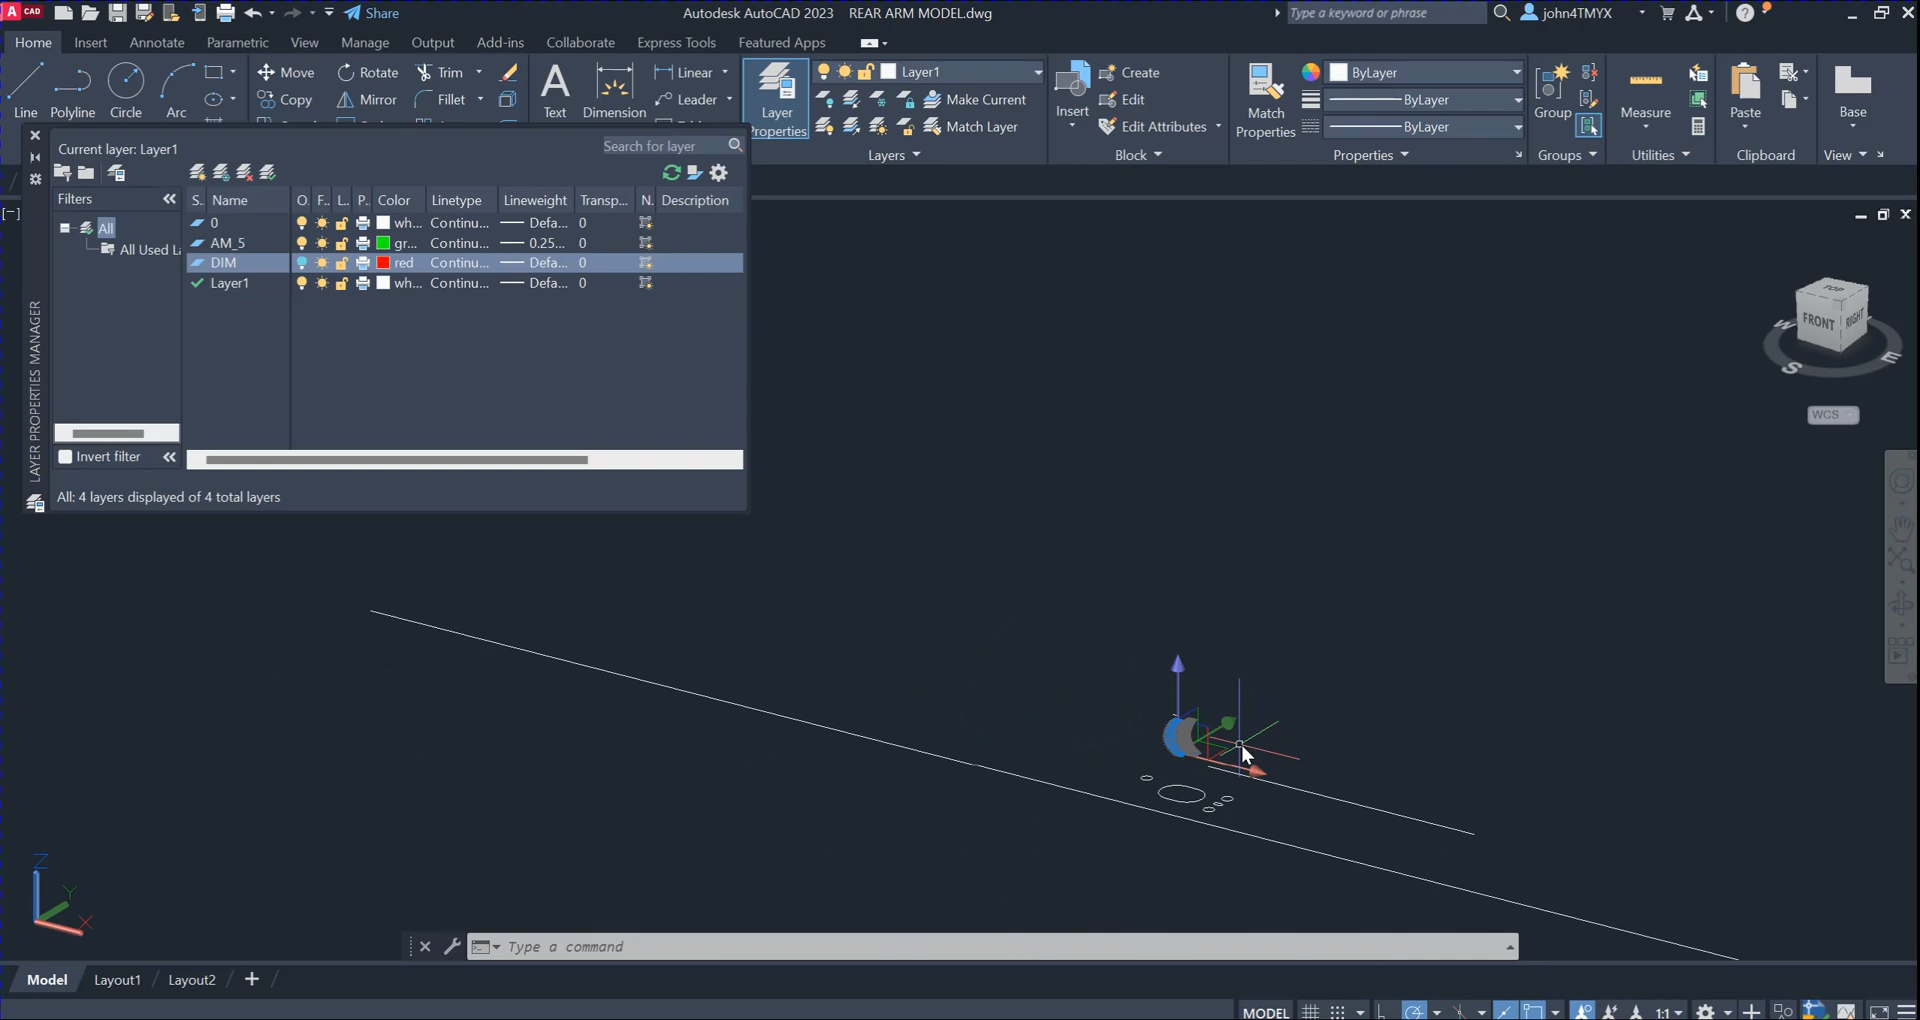 CAD
Share
Autodesk AutoCAD 2023 REAR ARM MODEL.dwg
Type a keyword or phrase
john4TMYX
Home Insert Annotate Parametric View Manage Output Add-ins Collaborate Express Tools Featured Apps
Line
Polyline
Circle
Arc
Move
Rotate
Trim
Copy
Mirror
Fillet
Text
Dimension
Linear
Leader
Layer
Properties
Layer1
Make Current
Match Layer
Layers
Insert
Create
Edit
Edit Attributes
Block
Match
Properties
ByLayer
ByLayer
ByLayer
Properties
Group
Groups
Measure
Utilities
Paste
Clipboard
Base
View
Current layer: Layer1
Search for layer
Filters
All
All Used La
Invert filter
S. Name O. F.. L.. P.. Color Linetype Lineweight Transp... N. Description
0 wh... Continu... Defa... 0
AM_5 gr... Continu... 0.25... 0
DIM red Continu... Defa... 0
Layer1 wh... Continu... Defa... 0
All: 4 layers displayed of 4 total layers
LAYER PROPERTIES MANAGER
[−]
TOP
FRONT
RIGHT
W
S
E
WCS
Z
Y
X
Type a command
Model Layout1 Layout2 +
MODEL
1:1